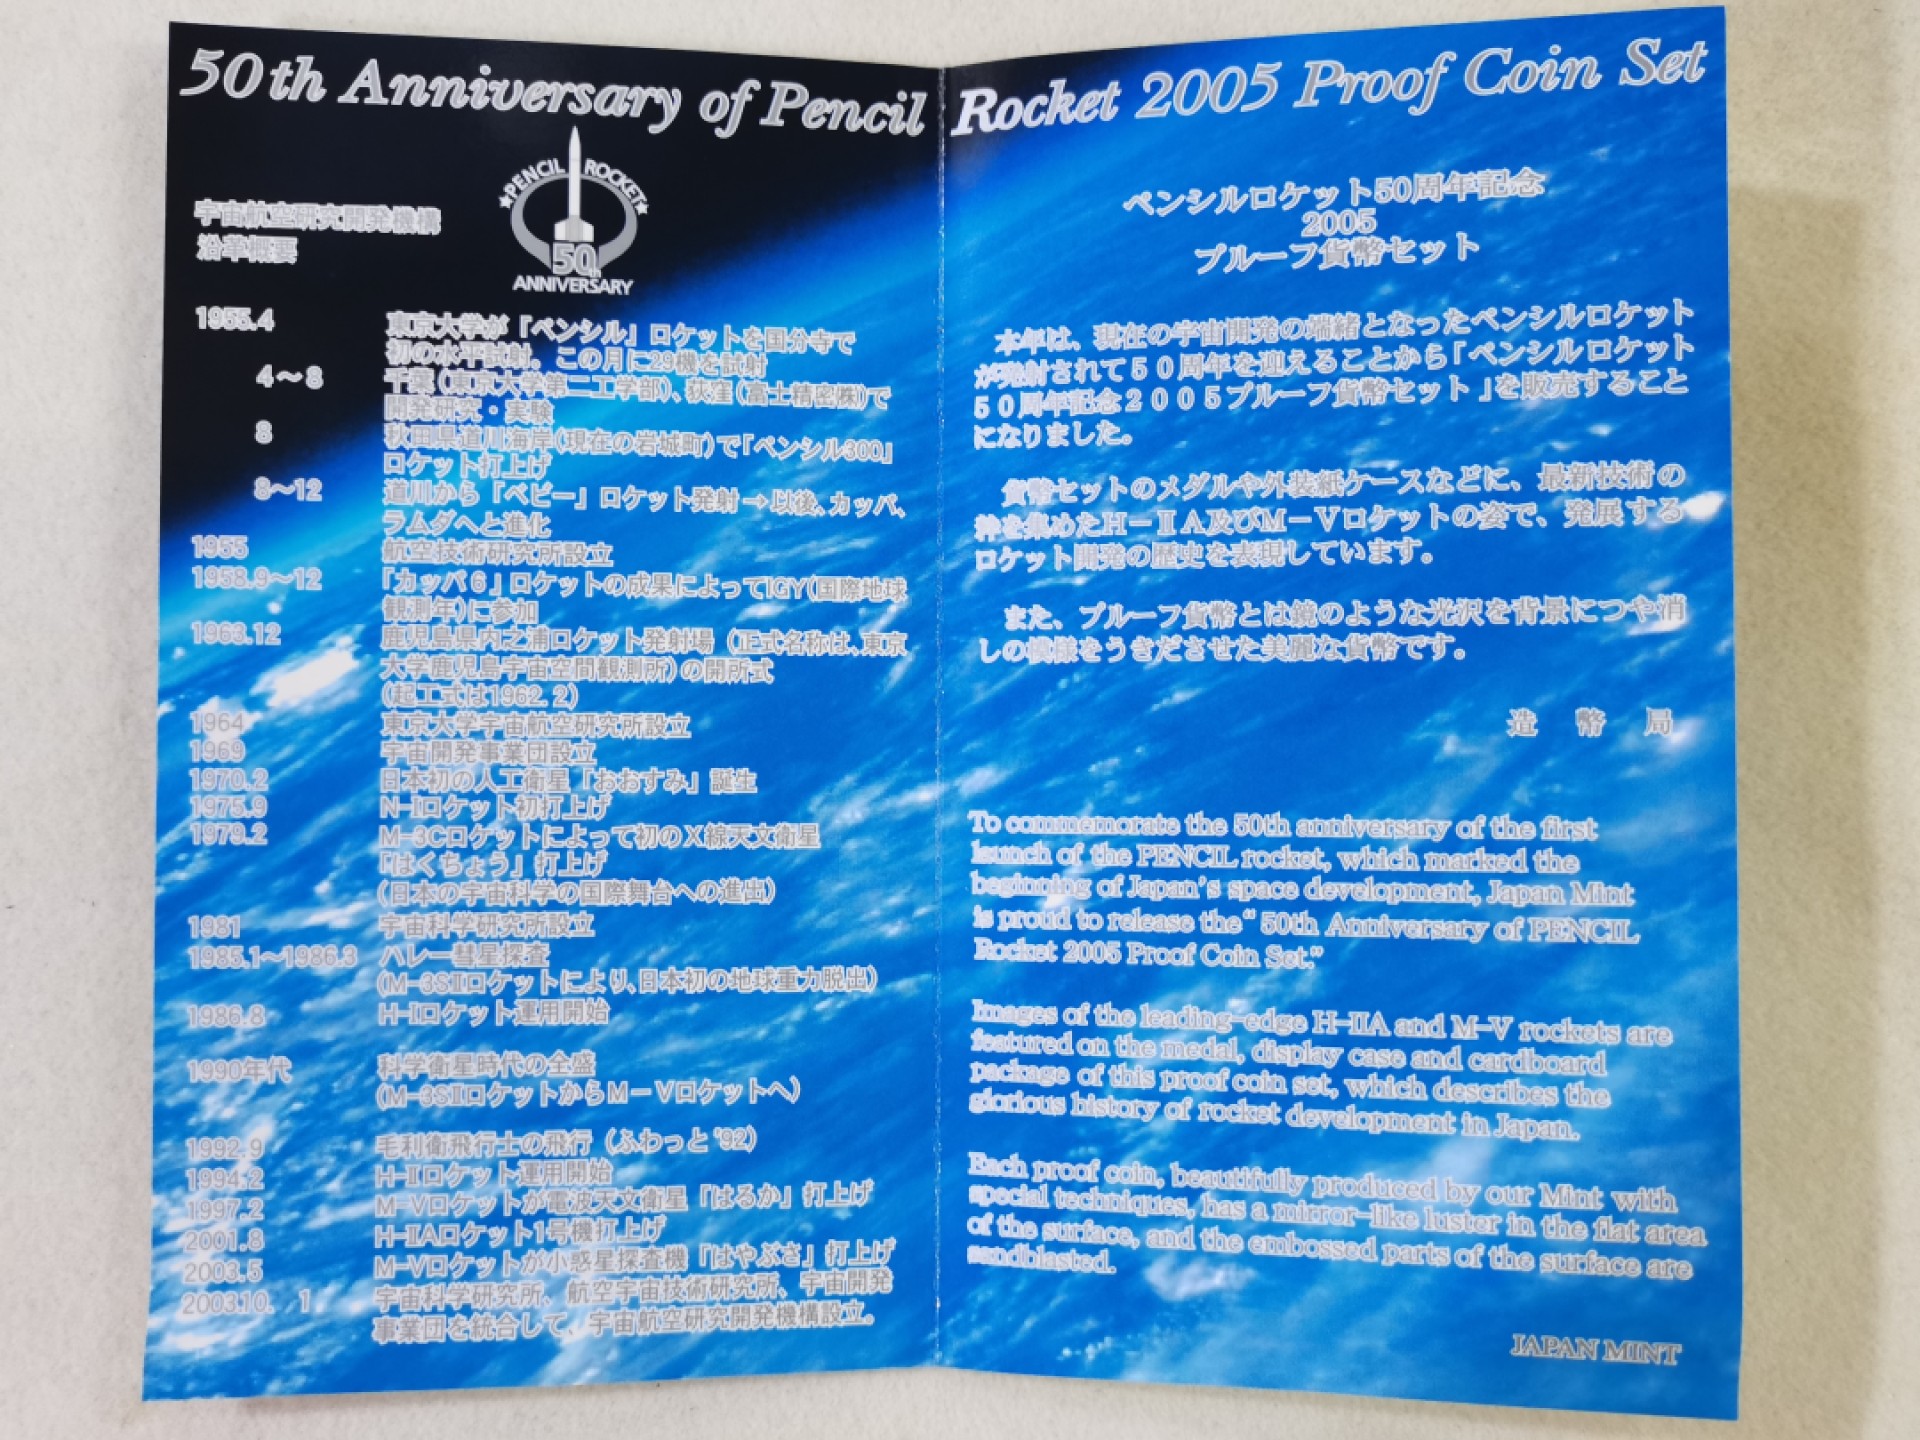 50th Anniversary of Pencil Rocket 2005 Proof Coin Set
PENCIL ROCKET
50th
ANNIVERSARY
宇宙航空研究開発機構
沿革概要
1955.4 東京大学が「ペンシル」ロケットを国分寺で
初の水平試射。この月に29機を試射
4～8 千葉(東京大学第二工学部)、荻窪(富士精密㈱)で
開発研究・実験
8 秋田県道川海岸(現在の岩城町)で「ペンシル300」
ロケット打上げ
8～12 道川から「ベビー」ロケット発射→以後、カッパ、
ラムダへと進化
1955 航空技術研究所設立
1958.9～12 「カッパ6」ロケットの成果によってIGY(国際地球
観測年)に参加
1963.12 鹿児島県内之浦ロケット発射場(正式名称は、東京
大学鹿児島宇宙空間観測所)の開所式
(起工式は1962.2)
1964 東京大学宇宙航空研究所設立
1969 宇宙開発事業団設立
1970.2 日本初の人工衛星「おおすみ」誕生
1975.9 N-Iロケット初打上げ
1979.2 M-3Cロケットによって初のX線天文衛星
「はくちょう」打上げ
(日本の宇宙科学の国際舞台への進出)
1981 宇宙科学研究所設立
1985.1～1986.3 ハレー彗星探査
(M-3SⅡロケットにより、日本初の地球重力脱出)
1986.8 H-Iロケット運用開始
1990年代 科学衛星時代の全盛
(M-3SⅡロケットからM-Vロケットへ)
1992.9 毛利衛飛行士の飛行(ふわっと'92)
1994.2 H-Ⅱロケット運用開始
1997.2 M-Vロケットが電波天文衛星「はるか」打上げ
2001.8 H-ⅡAロケット1号機打上げ
2003.5 M-Vロケットが小惑星探査機「はやぶさ」打上げ
2003.10. 1 宇宙科学研究所、航空宇宙技術研究所、宇宙開発
事業団を統合して、宇宙航空研究開発機構設立。
ペンシルロケット50周年記念
2005
プルーフ貨幣セット
本年は、現在の宇宙開発の端緒となったペンシルロケット
が発射されて５０周年を迎えることから「ペンシルロケット
５０周年記念２００５プルーフ貨幣セット」を販売すること
になりました。
貨幣セットのメダルや外装紙ケースなどに、最新技術の
粋を集めたＨ－ⅡＡ及びＭ－Ｖロケットの姿で、発展する
ロケット開発の歴史を表現しています。
また、プルーフ貨幣とは鏡のような光沢を背景につや消
しの模様をうきださせた美麗な貨幣です。
造 幣 局
To commemorate the 50th anniversary of the first
launch of the PENCIL rocket, which marked the
beginning of Japan's space development, Japan Mint
is proud to release the "50th Anniversary of PENCIL
Rocket 2005 Proof Coin Set."
Images of the leading-edge H-ⅡA and M-V rockets are
featured on the medal, display case and cardboard
package of this proof coin set, which describes the
glorious history of rocket development in Japan.
Each proof coin, beautifully produced by our Mint with
special techniques, has a mirror-like luster in the flat area
of the surface, and the embossed parts of the surface are
sandblasted.
JAPAN MINT